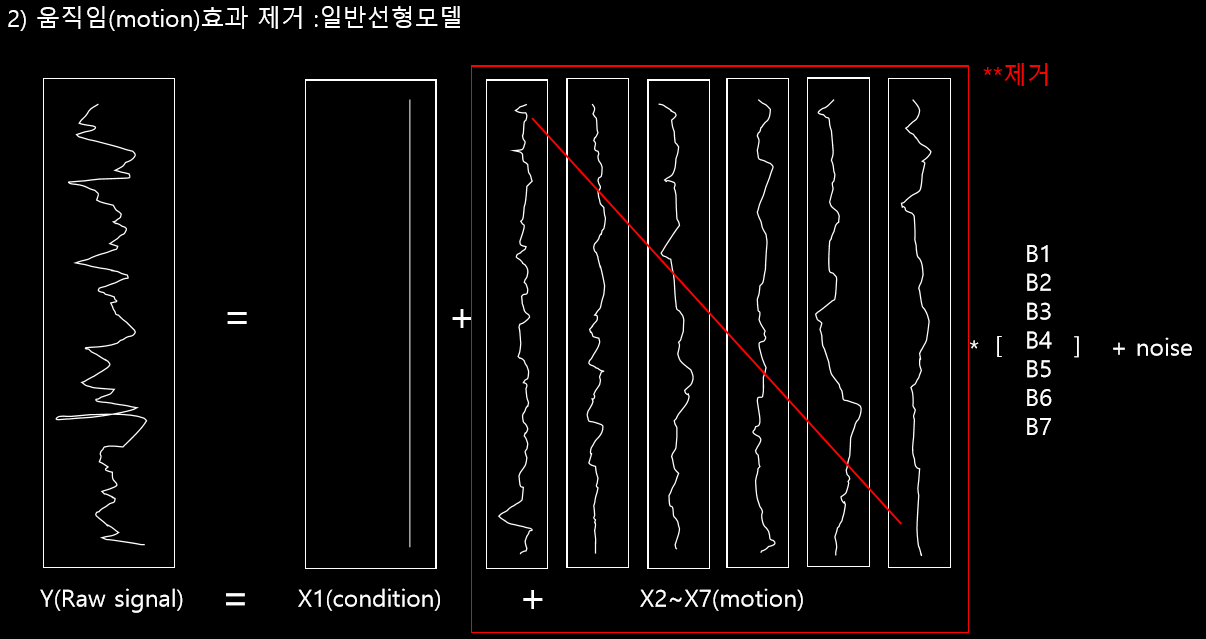 2) 움직임(motion)효과 제거 :일반선형모델
**제거
=
+
B1
B2
B3
* [ B4 ] + noise
B5
B6
B7
Y(Raw signal) = X1(condition) + X2~X7(motion)